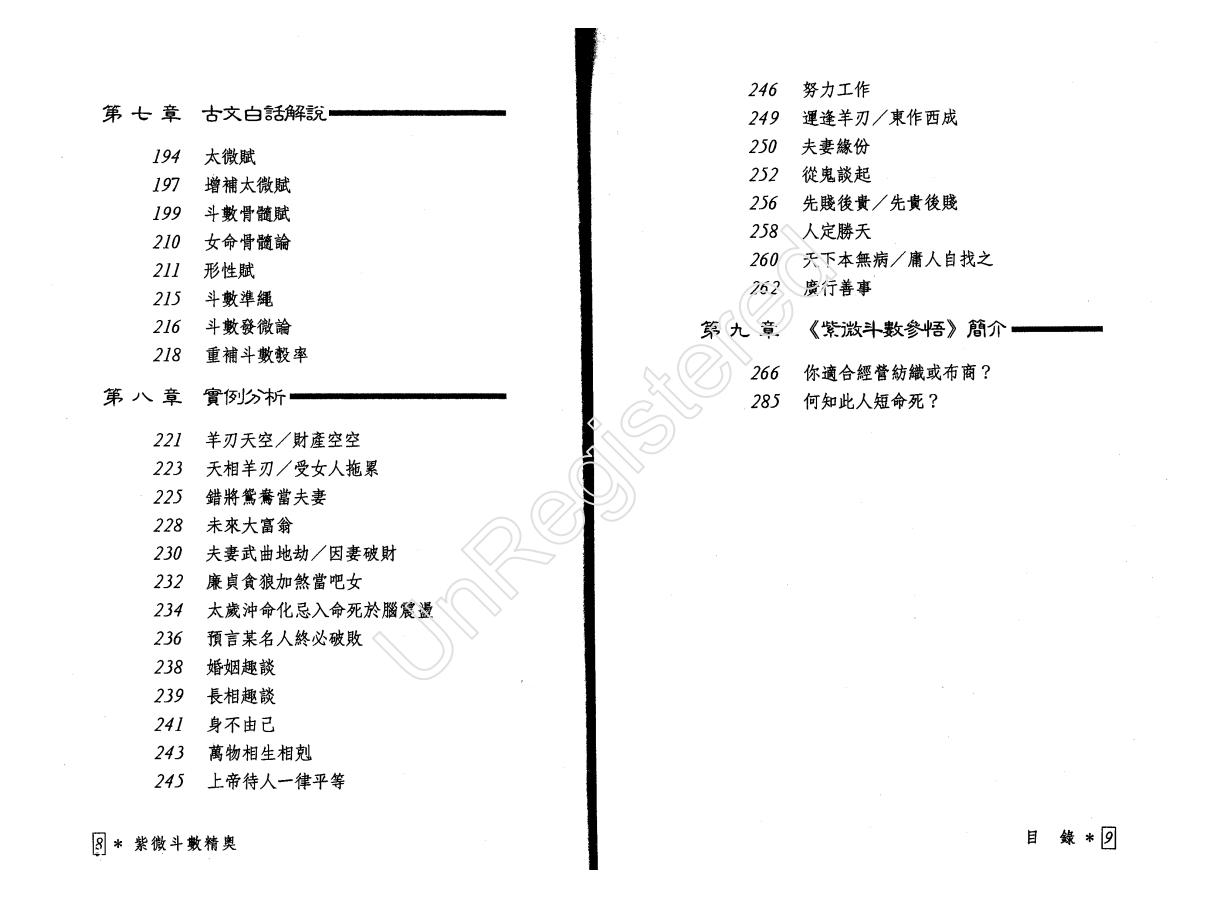 第七章 古文白話解說
194 太微賦
197 增補太微賦
199 斗數骨髓賦
210 女命骨髓論
211 形性賦
215 斗數準繩
216 斗數發微論
218 重補斗數彀率
第八章 實例分析
221 羊刃天空／財產空空
223 天相羊刃／受女人拖累
225 錯將鴛鴦當夫妻
228 未來大富翁
230 夫妻武曲地劫／因妻破財
232 廉貞貪狼加煞當吧女
234 太歲沖命化忌入命死於腦震盪
236 預言某名人終必破敗
238 婚姻趣談
239 長相趣談
241 身不由己
243 萬物相生相剋
245 上帝待人一律平等
8 * 紫微斗數精奧
246 努力工作
249 運逢羊刃／東作西成
250 夫妻緣份
252 從鬼談起
256 先賤後貴／先貴後賤
258 人定勝天
260 天下本無病／庸人自找之
262 廣行善事
第九章 《紫微斗數參悟》簡介
266 你適合經營紡織或布商？
285 何知此人短命死？
目 錄 * 9
UnRegistered